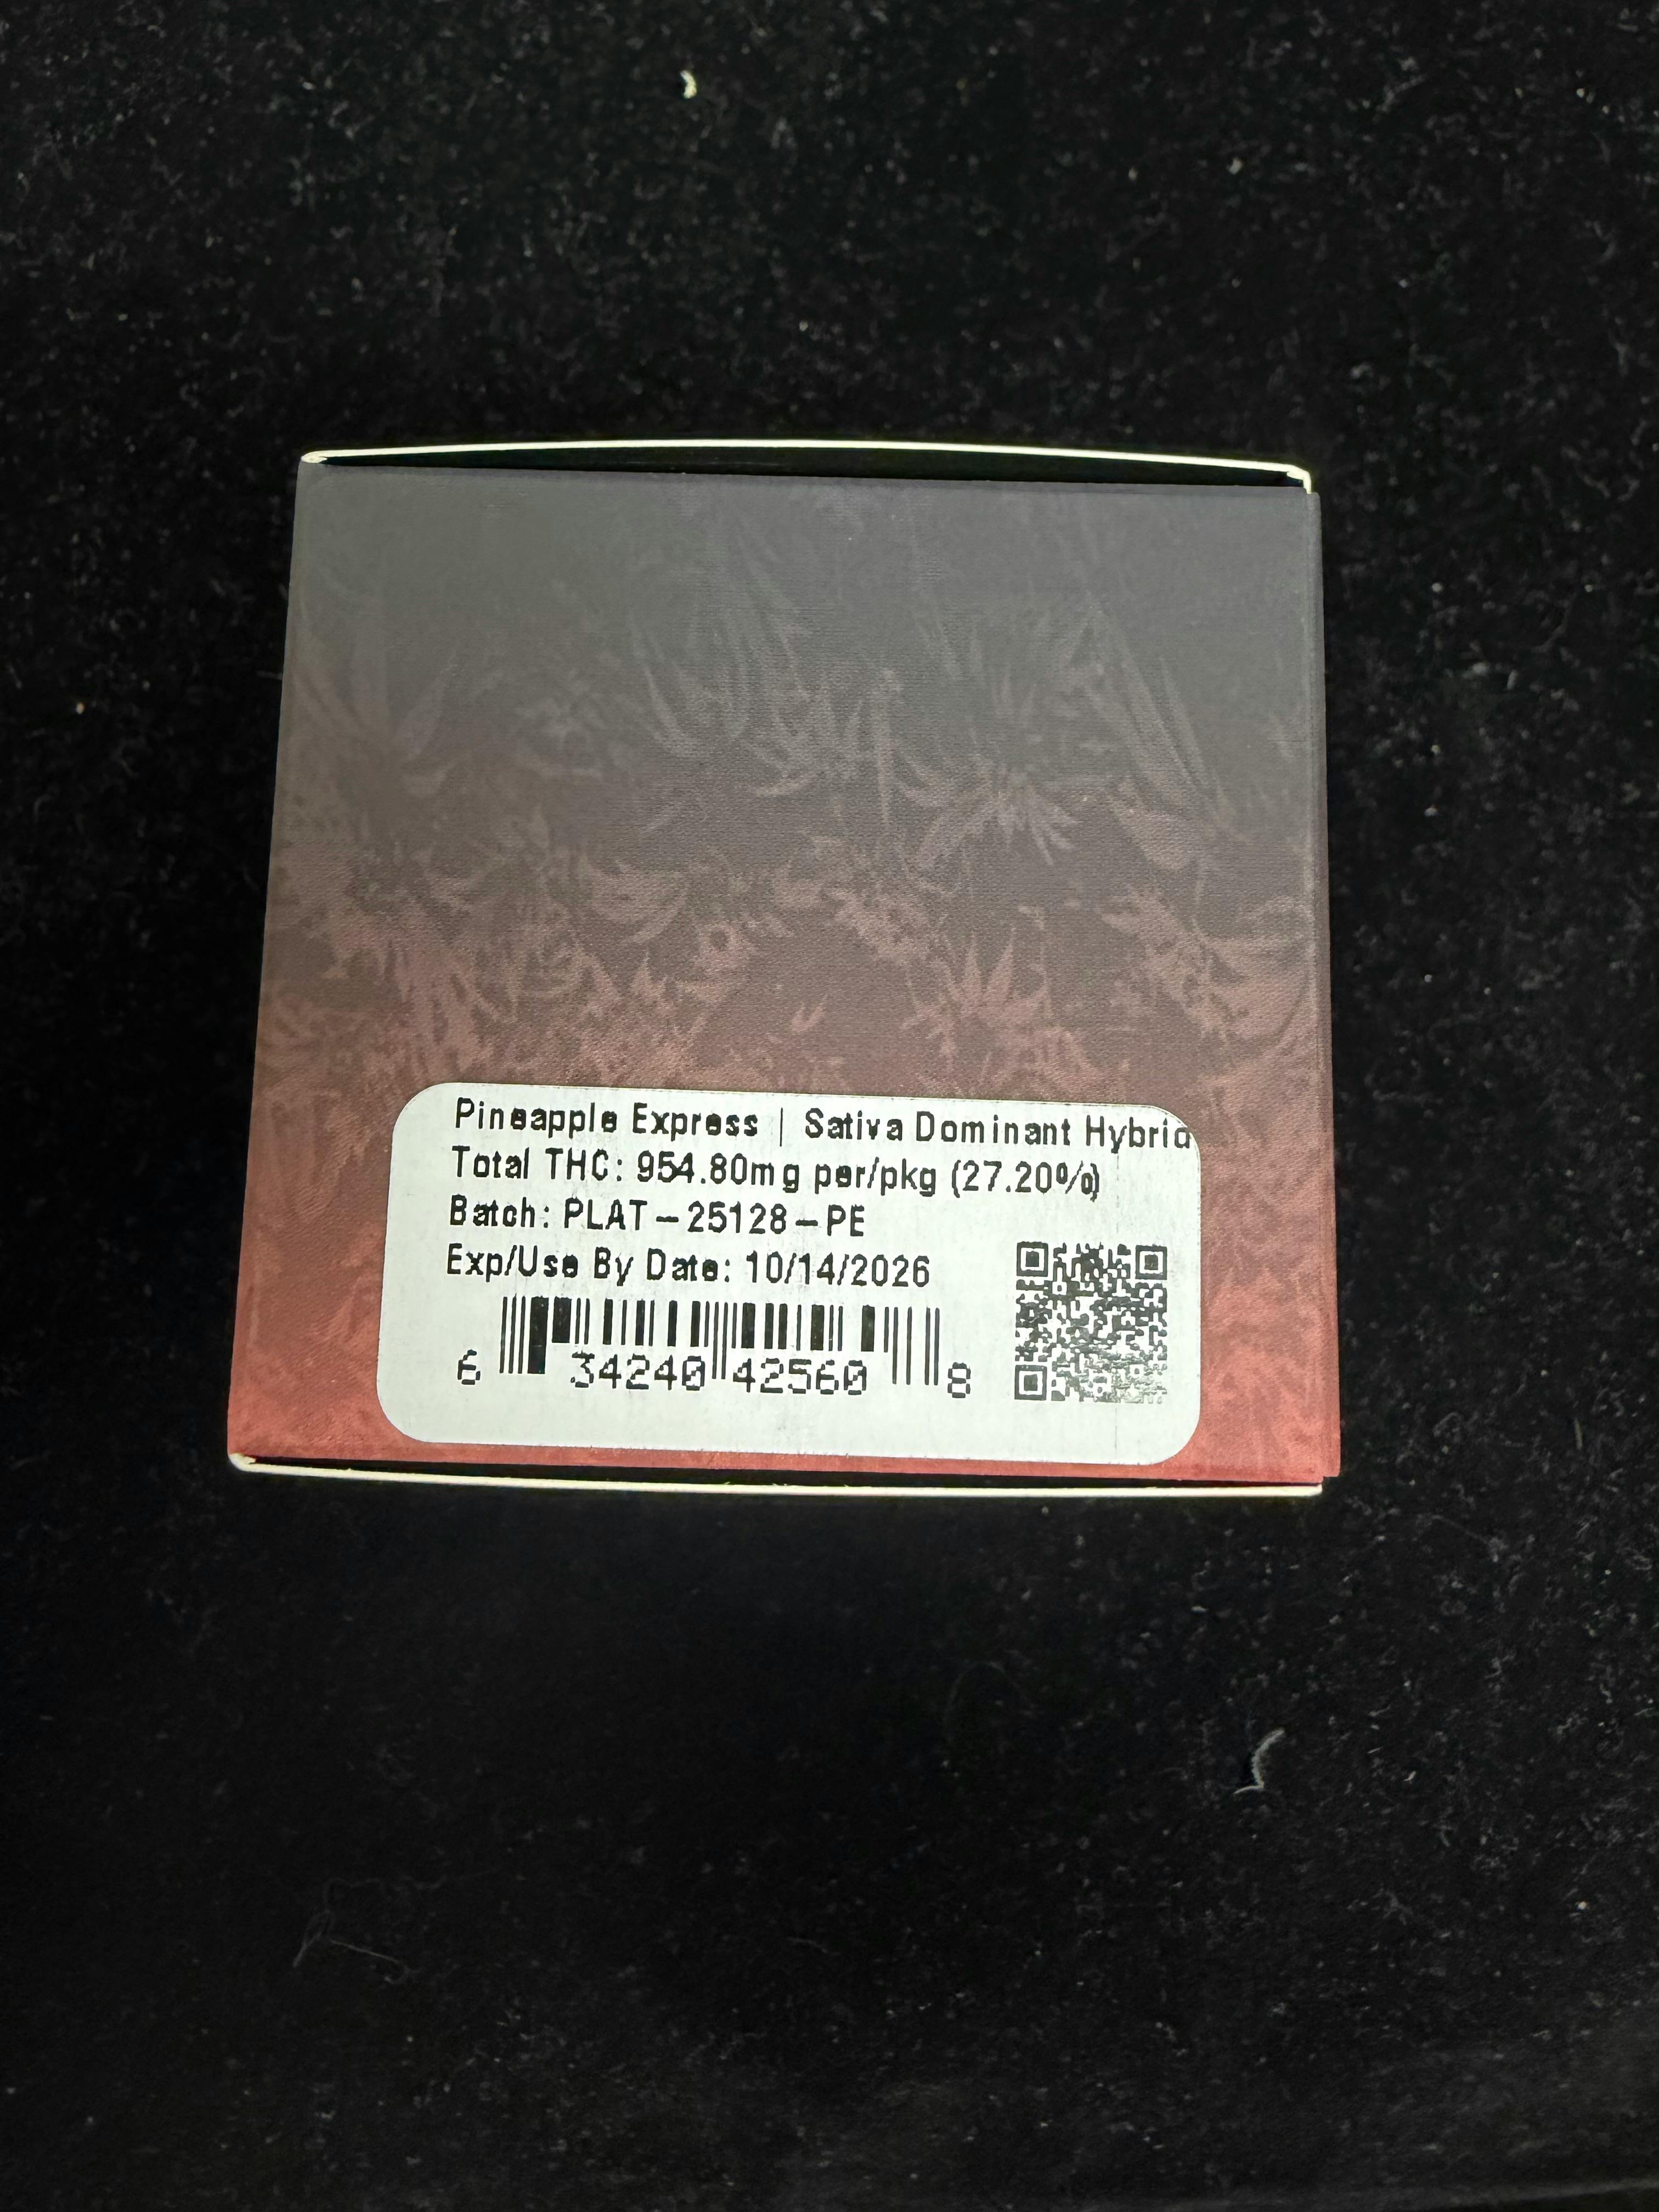 Pineapple Express | Sativa Dominant Hybrid
Total THC: 954.80mg per/pkg (27.20%)
Batch: PLAT-25128-PE
Exp/Use By Date: 10/14/2026
6 34240 42560 8